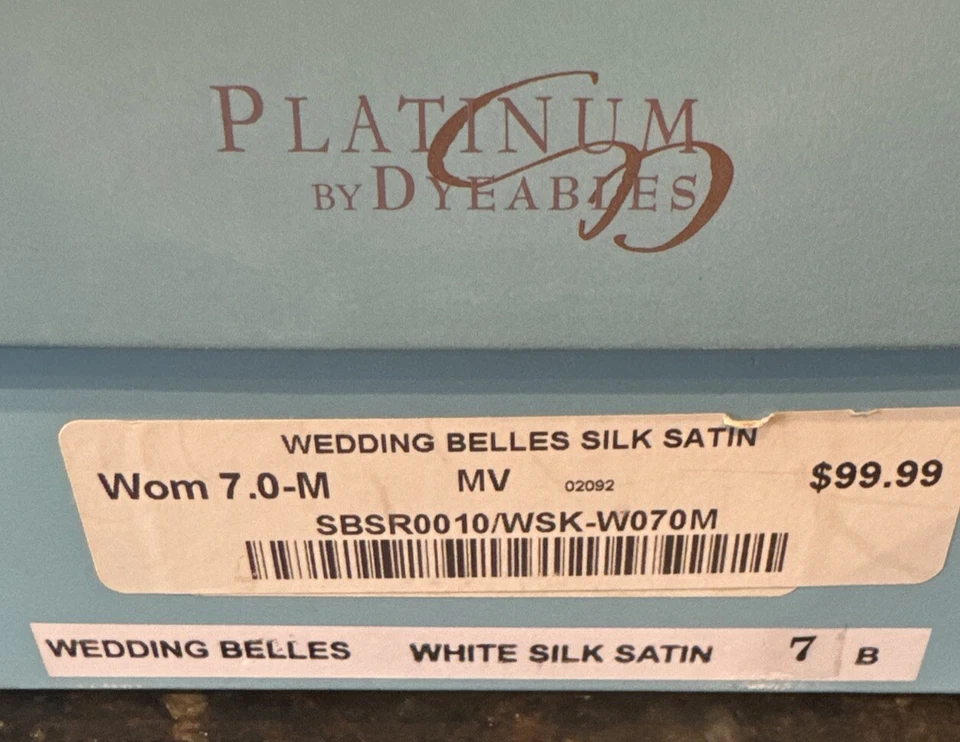 PLATINUM
BY DYEABLES
WEDDING BELLES SILK SATIN
Wom 7.0-M MV 02092 $99.99
SBSR0010/WSK-W070M
WEDDING BELLES WHITE SILK SATIN 7 B